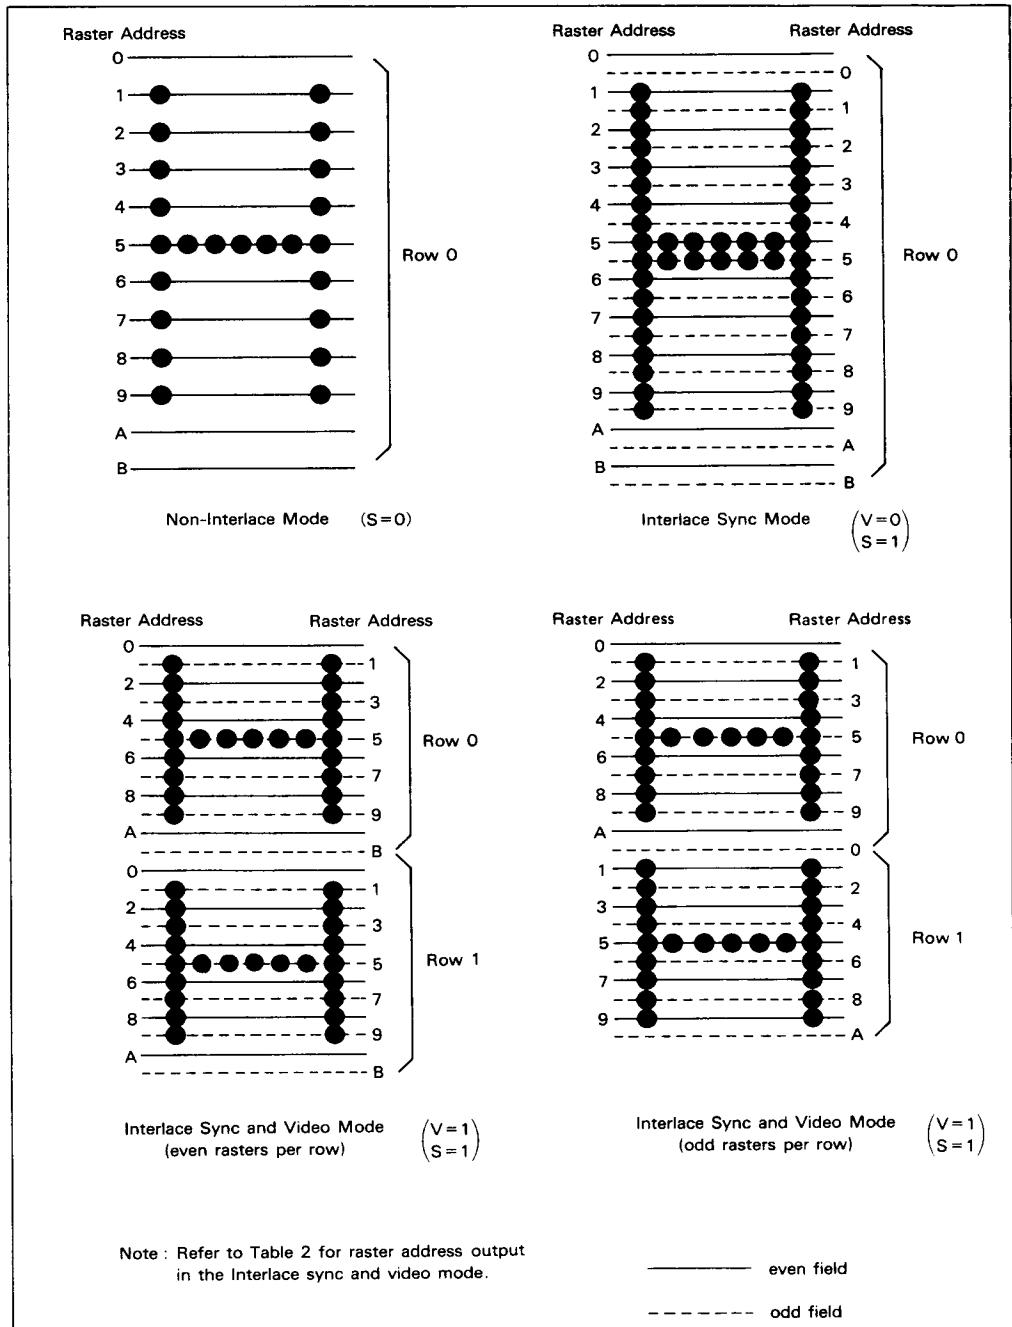 Raster Address
0
1
2
3
4
5
6
7
8
9
A
B
Row 0
Non-Interlace Mode (S=0)
Raster Address Raster Address
0
0
1
1
2
2
3
3
4
4
5
5
6
6
7
7
8
8
9
9
A
A
B
B
Row 0
Interlace Sync Mode (V=0
S=1)
Raster Address Raster Address
0
1
2
3
4
5
6
7
8
9
A
B
Row 0
0
1
2
3
4
5
6
7
8
9
A
B
Row 1
Interlace Sync and Video Mode (V=1
(even rasters per row) S=1)
Raster Address Raster Address
0
1
2
3
4
5
6
7
8
9
A
Row 0
0
1
2
3
4
5
6
7
8
9
A
Row 1
Interlace Sync and Video Mode (V=1
(odd rasters per row) S=1)
Note : Refer to Table 2 for raster address output
in the Interlace sync and video mode.
even field
odd field